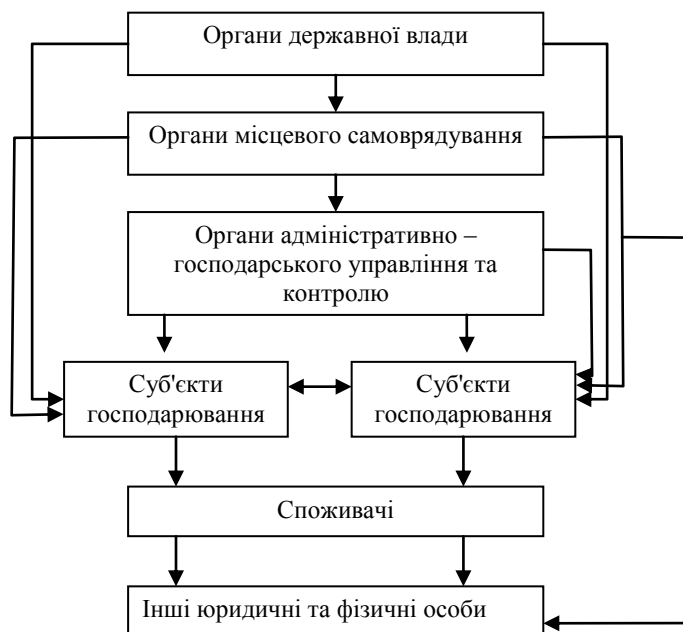 Органи державної влади
Органи місцевого самоврядування
Органи адміністративно –
господарського управління та
контролю
Суб'єкти
господарювання
Суб'єкти
господарювання
Споживачі
Інші юридичні та фізичні особи